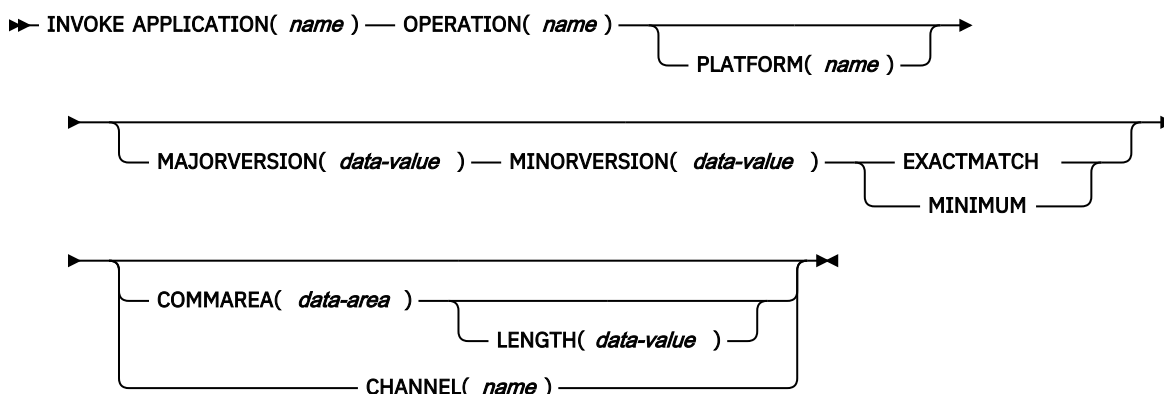 INVOKE APPLICATION( name ) OPERATION( name )
PLATFORM( name )
MAJORVERSION( data-value ) MINORVERSION( data-value ) EXACTMATCH
MINIMUM
COMMAREA( data-area )
LENGTH( data-value )
CHANNEL( name )